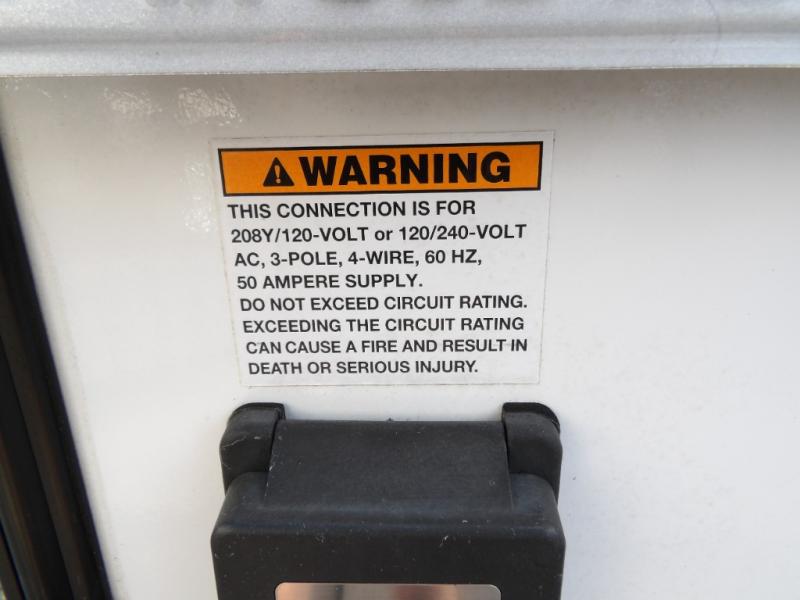 WARNING
THIS CONNECTION IS FOR
208Y/120-VOLT or 120/240-VOLT
AC, 3-POLE, 4-WIRE, 60 HZ,
50 AMPERE SUPPLY.
DO NOT EXCEED CIRCUIT RATING.
EXCEEDING THE CIRCUIT RATING
CAN CAUSE A FIRE AND RESULT IN
DEATH OR SERIOUS INJURY.